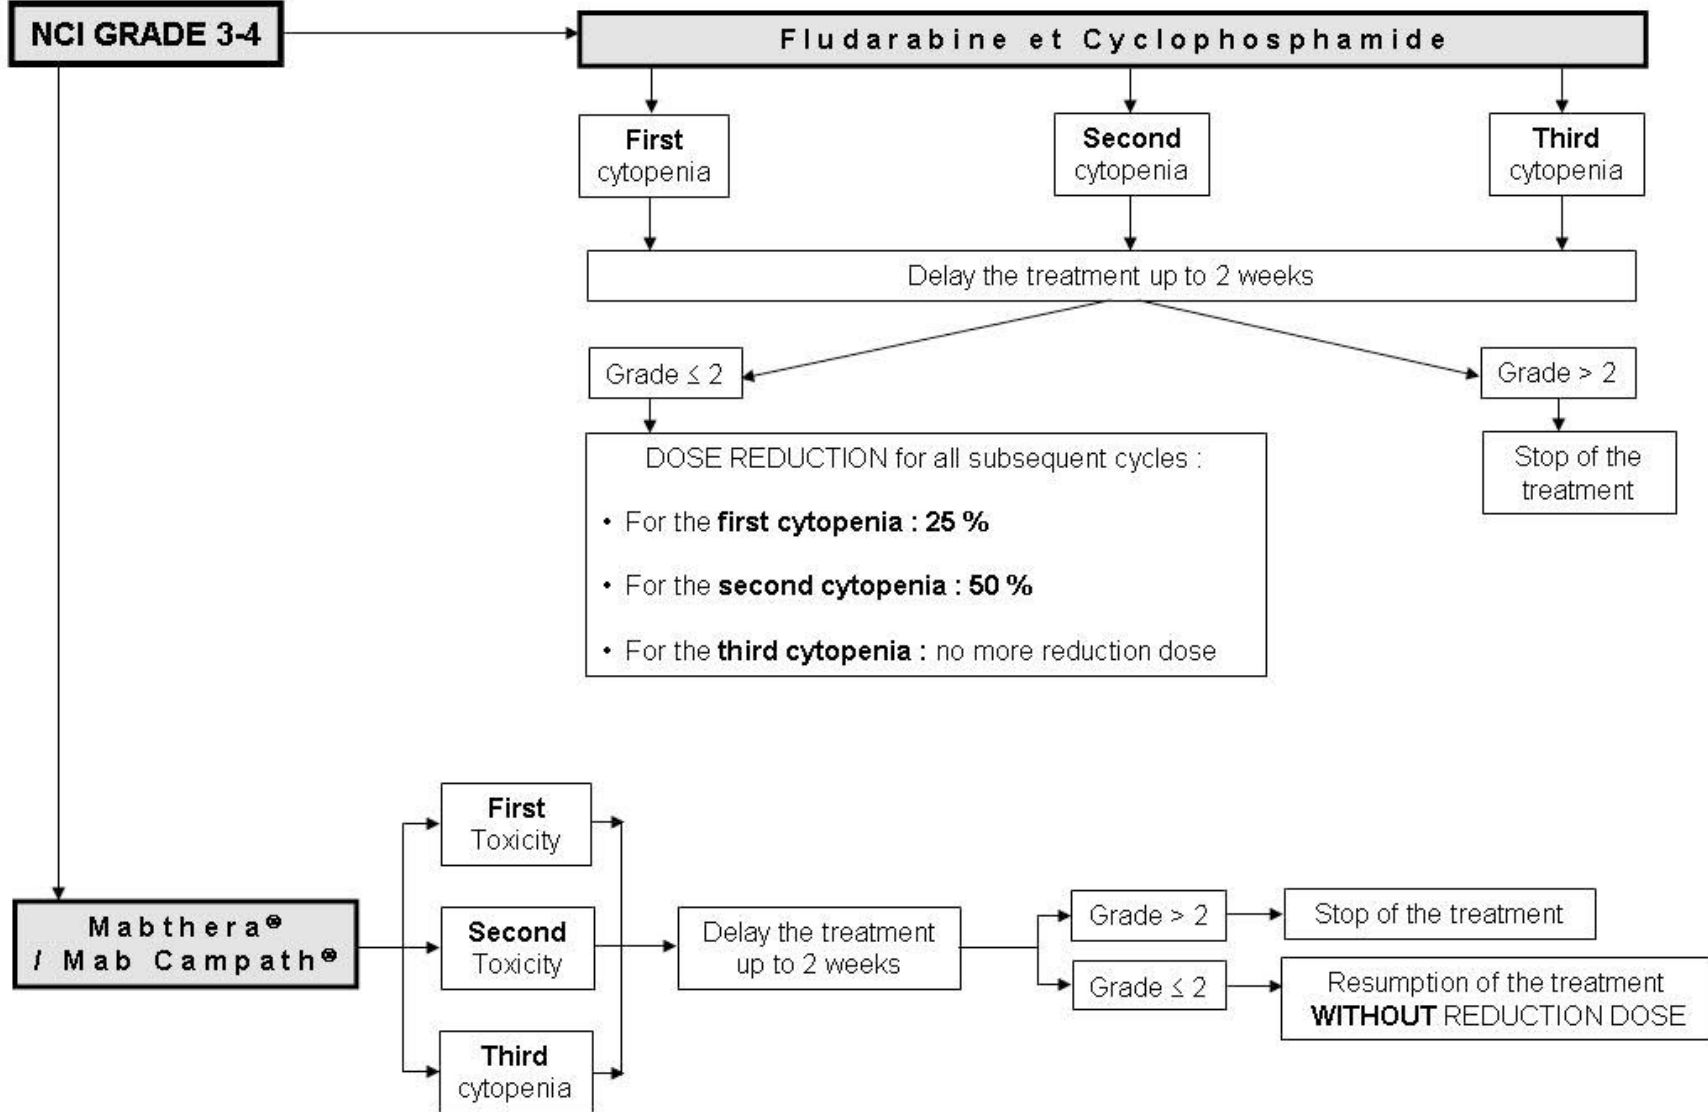 NCI GRADE 3-4
Fludarabine et Cyclophosphamide
First
cytopenia
Second
cytopenia
Third
cytopenia
Delay the treatment up to 2 weeks
Grade ≤ 2
Grade > 2
DOSE REDUCTION for all subsequent cycles :
• For the first cytopenia : 25 %
• For the second cytopenia : 50 %
• For the third cytopenia : no more reduction dose
Stop of the
treatment
First
Toxicity
Second
Toxicity
Third
cytopenia
Mabthera®
/ Mab Campath®
Delay the treatment
up to 2 weeks
Grade > 2
Stop of the treatment
Grade ≤ 2
Resumption of the treatment
WITHOUT REDUCTION DOSE